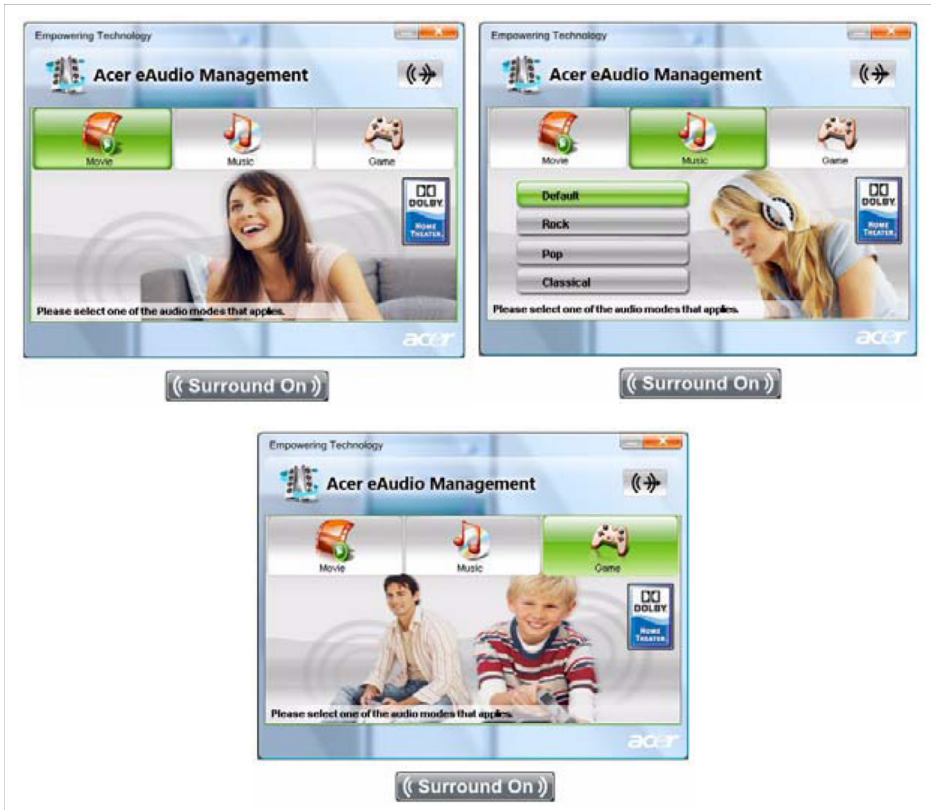 Empowering Technology
Acer eAudio Management
Movie
Music
Game
DOLBY
HOME THEATER
Please select one of the audio modes that applies.
acer
Surround On
Empowering Technology
Acer eAudio Management
Movie
Music
Game
Default
Rock
Pop
Classical
DOLBY
HOME THEATER
Please select one of the audio modes that applies.
acer
Surround On
Empowering Technology
Acer eAudio Management
Movie
Music
Game
DOLBY
HOME THEATER
Please select one of the audio modes that applies.
acer
Surround On